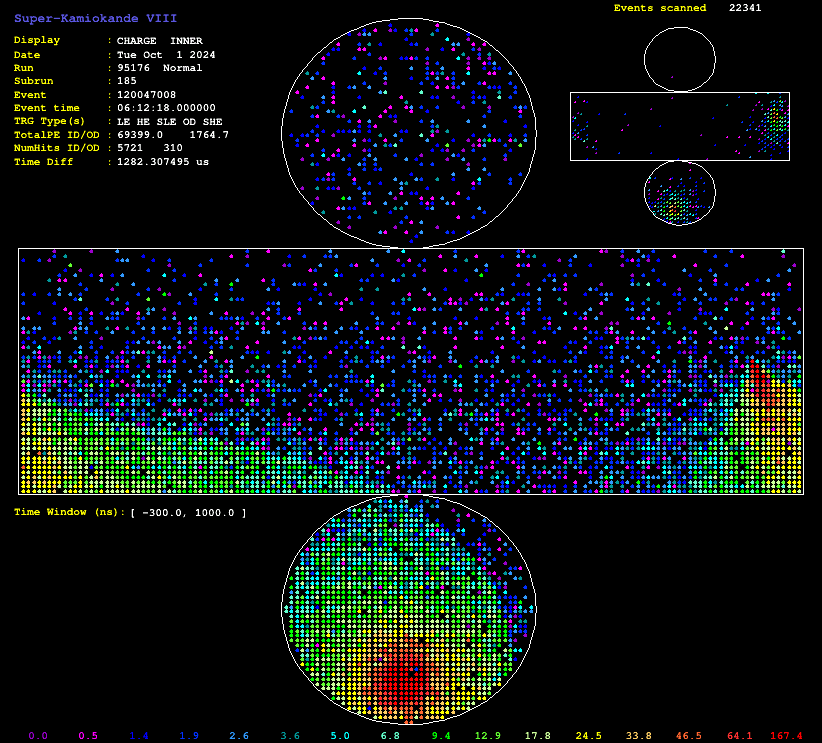 Super-Kamiokande VIII
Events scanned 22341
Display : CHARGE INNER
Date : Tue Oct 1 2024
Run : 95176 Normal
Subrun : 185
Event : 120047008
Event time : 06:12:18.000000
TRG Type(s) : LE HE SLE OD SHE
TotalPE ID/OD : 69399.0 1764.7
NumHits ID/OD : 5721 310
Time Diff : 1282.307495 us
Time Window (ns): [ -300.0, 1000.0 ]
0.0 0.5 1.4 1.9 2.6 3.6 5.0 6.8 9.4 12.9 17.8 24.5 33.8 46.5 64.1 167.4